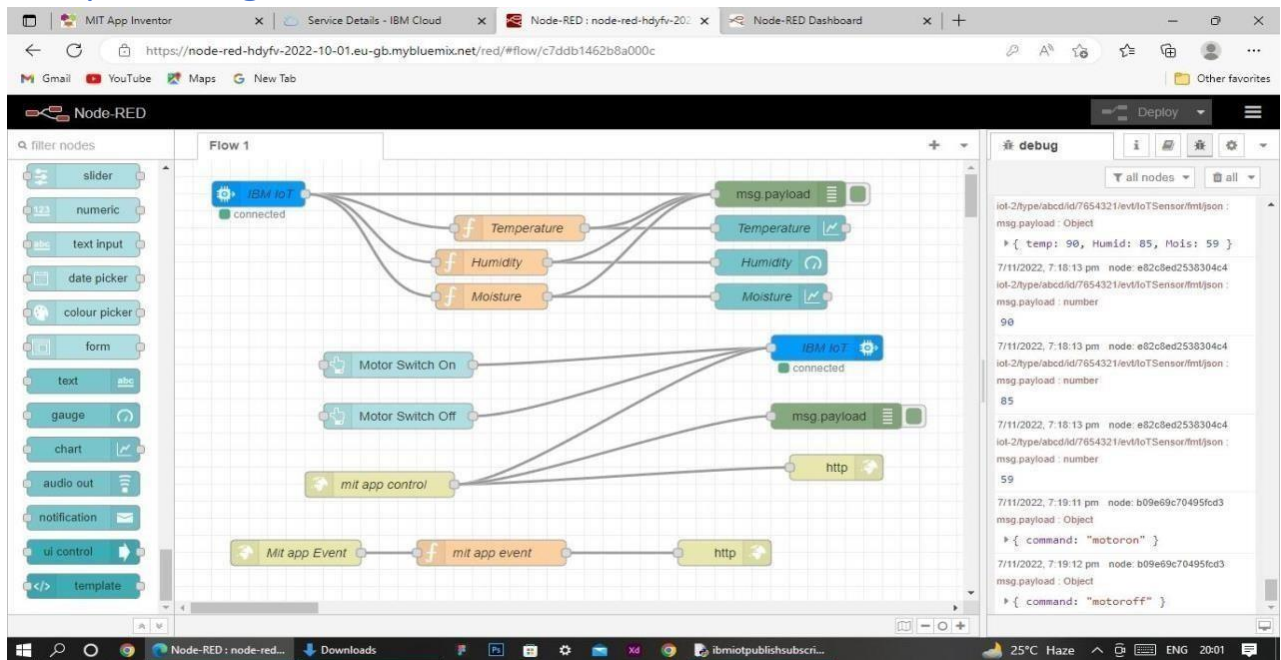 MIT App Inventor
Service Details - IBM Cloud
Node-RED : node-red-hdyfv-202
Node-RED Dashboard
https://node-red-hdyfv-2022-10-01.eu-gb.mybluemix.net/red/#flow/c7ddb1462b8a000c
Gmail YouTube Maps New Tab Other favorites
Node-RED
Deploy
filter nodes
slider
numeric
text input
date picker
colour picker
form
text
gauge
chart
audio out
notification
ui control
template
Flow 1
IBM IoT
connected
Temperature
Humidity
Moisture
msg.payload
Temperature
Humidity
Moisture
Motor Switch On
Motor Switch Off
mit app control
IBM IoT
connected
msg.payload
http
Mit app Event
mit app event
http
debug
all nodes
all
iot-2/type/abcd/id/7654321/evt/IoTSensor/fmt/json :
msg.payload : Object
{ temp: 90, Humid: 85, Mois: 59 }
7/11/2022, 7:18:13 pm node: e82c8ed2538304c4
iot-2/type/abcd/id/7654321/evt/IoTSensor/fmt/json :
msg.payload : number
90
7/11/2022, 7:18:13 pm node: e82c8ed2538304c4
iot-2/type/abcd/id/7654321/evt/IoTSensor/fmt/json :
msg.payload : number
85
7/11/2022, 7:18:13 pm node: e82c8ed2538304c4
iot-2/type/abcd/id/7654321/evt/IoTSensor/fmt/json :
msg.payload : number
59
7/11/2022, 7:19:11 pm node: b09e69c70495fcd3
msg.payload : Object
{ command: "motoron" }
7/11/2022, 7:19:12 pm node: b09e69c70495fcd3
msg.payload : Object
{ command: "motoroff" }
Node-RED : node-red...
Downloads
ibmiotpublishsubscri...
25°C Haze
ENG
20:01